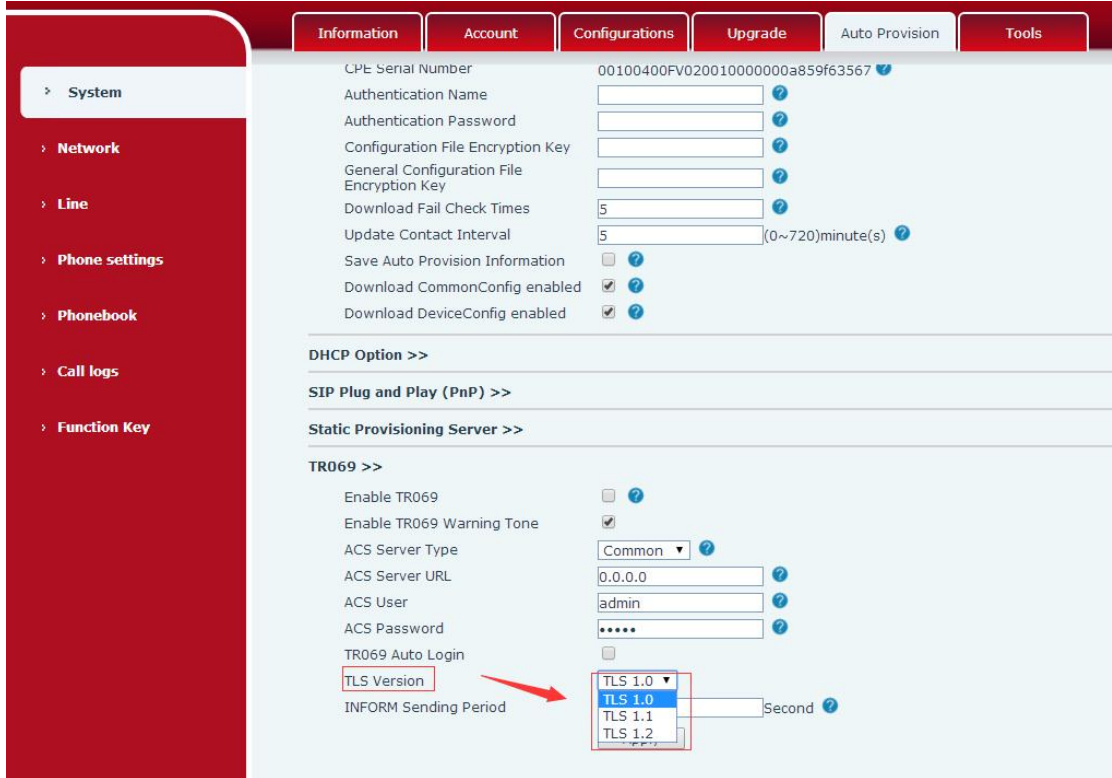 Information Account Configurations Upgrade Auto Provision Tools
System
Network
Line
Phone settings
Phonebook
Call logs
Function Key
CPE Serial Number 00100400FV020010000000a859f63567
Authentication Name
Authentication Password
Configuration File Encryption Key
General Configuration File
Encryption Key
Download Fail Check Times 5
Update Contact Interval 5 (0~720)minute(s)
Save Auto Provision Information
Download CommonConfig enabled
Download DeviceConfig enabled
DHCP Option >>
SIP Plug and Play (PnP) >>
Static Provisioning Server >>
TR069 >>
Enable TR069
Enable TR069 Warning Tone
ACS Server Type Common
ACS Server URL 0.0.0.0
ACS User admin
ACS Password •••••
TR069 Auto Login
TLS Version TLS 1.0
TLS 1.0
INFORM Sending Period Second
TLS 1.1
TLS 1.2